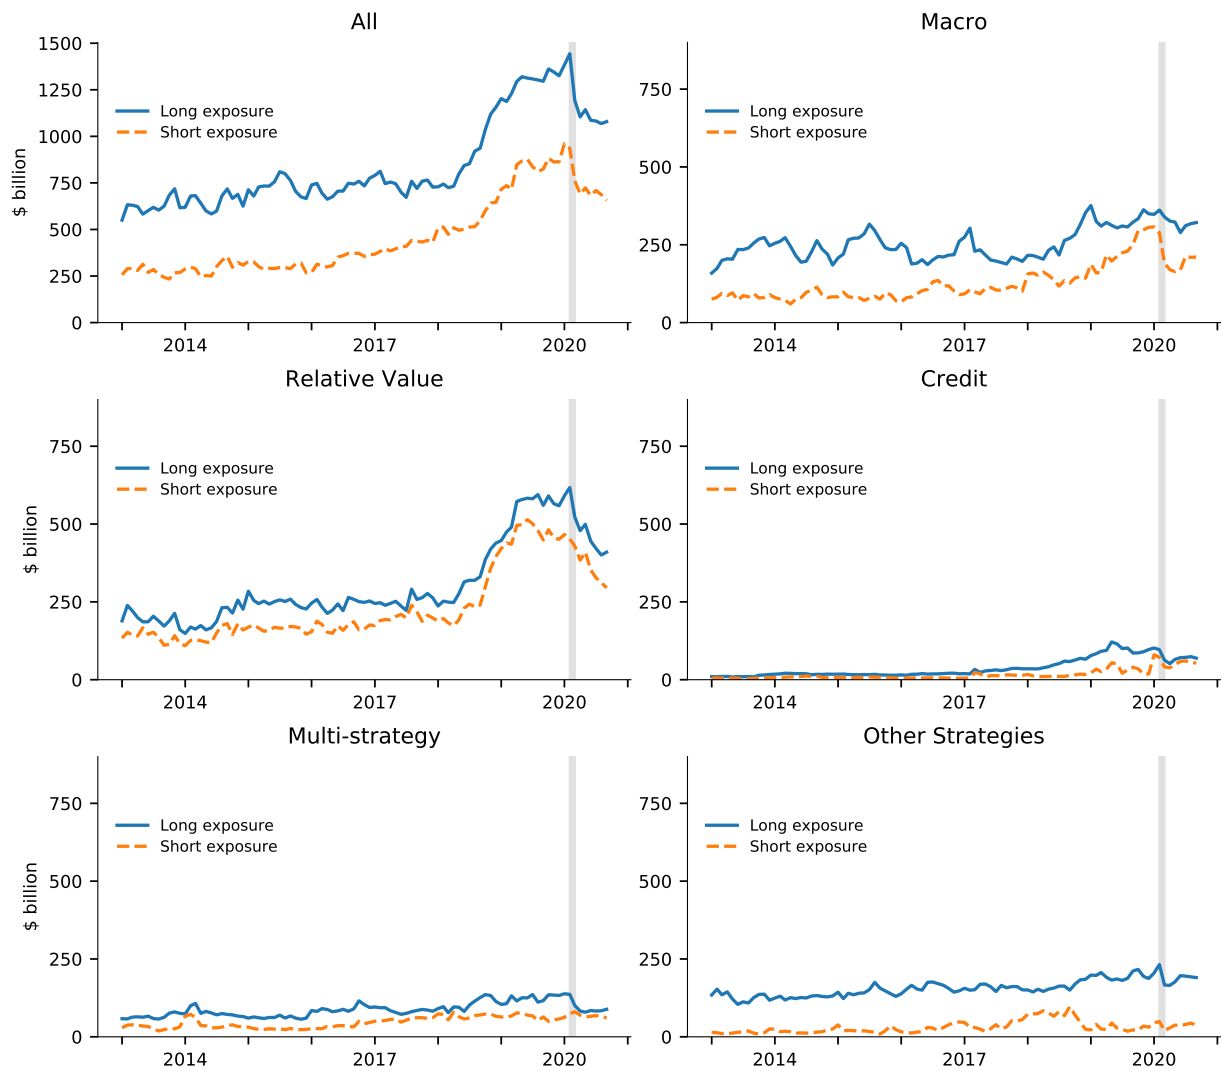 All
1500
1250
1000
750
500
250
0
$ billion
Long exposure
Short exposure
2014
2017
2020
Macro
750
500
250
0
Long exposure
Short exposure
2014
2017
2020
Relative Value
750
500
250
0
$ billion
Long exposure
Short exposure
2014
2017
2020
Credit
750
500
250
0
Long exposure
Short exposure
2014
2017
2020
Multi-strategy
750
500
250
0
$ billion
Long exposure
Short exposure
2014
2017
2020
Other Strategies
750
500
250
0
Long exposure
Short exposure
2014
2017
2020